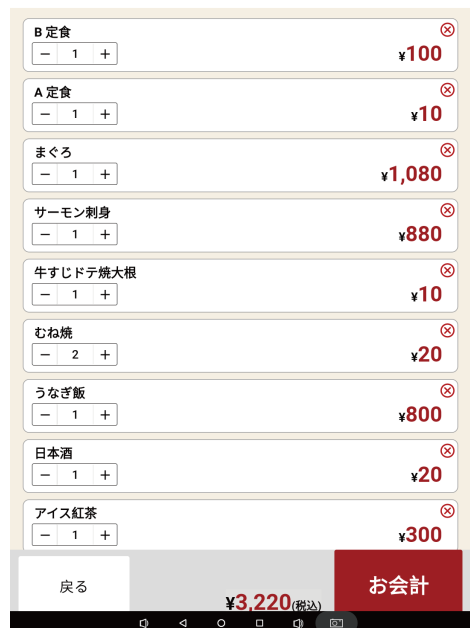 B 定食
− 1 +
¥100
A 定食
− 1 +
¥10
まぐろ
− 1 +
¥1,080
サーモン刺身
− 1 +
¥880
牛すじドテ焼大根
− 1 +
¥10
むね焼
− 2 +
¥20
うなぎ飯
− 1 +
¥800
日本酒
− 1 +
¥20
アイス紅茶
− 1 +
¥300
戻る
¥3,220(税込)
お会計